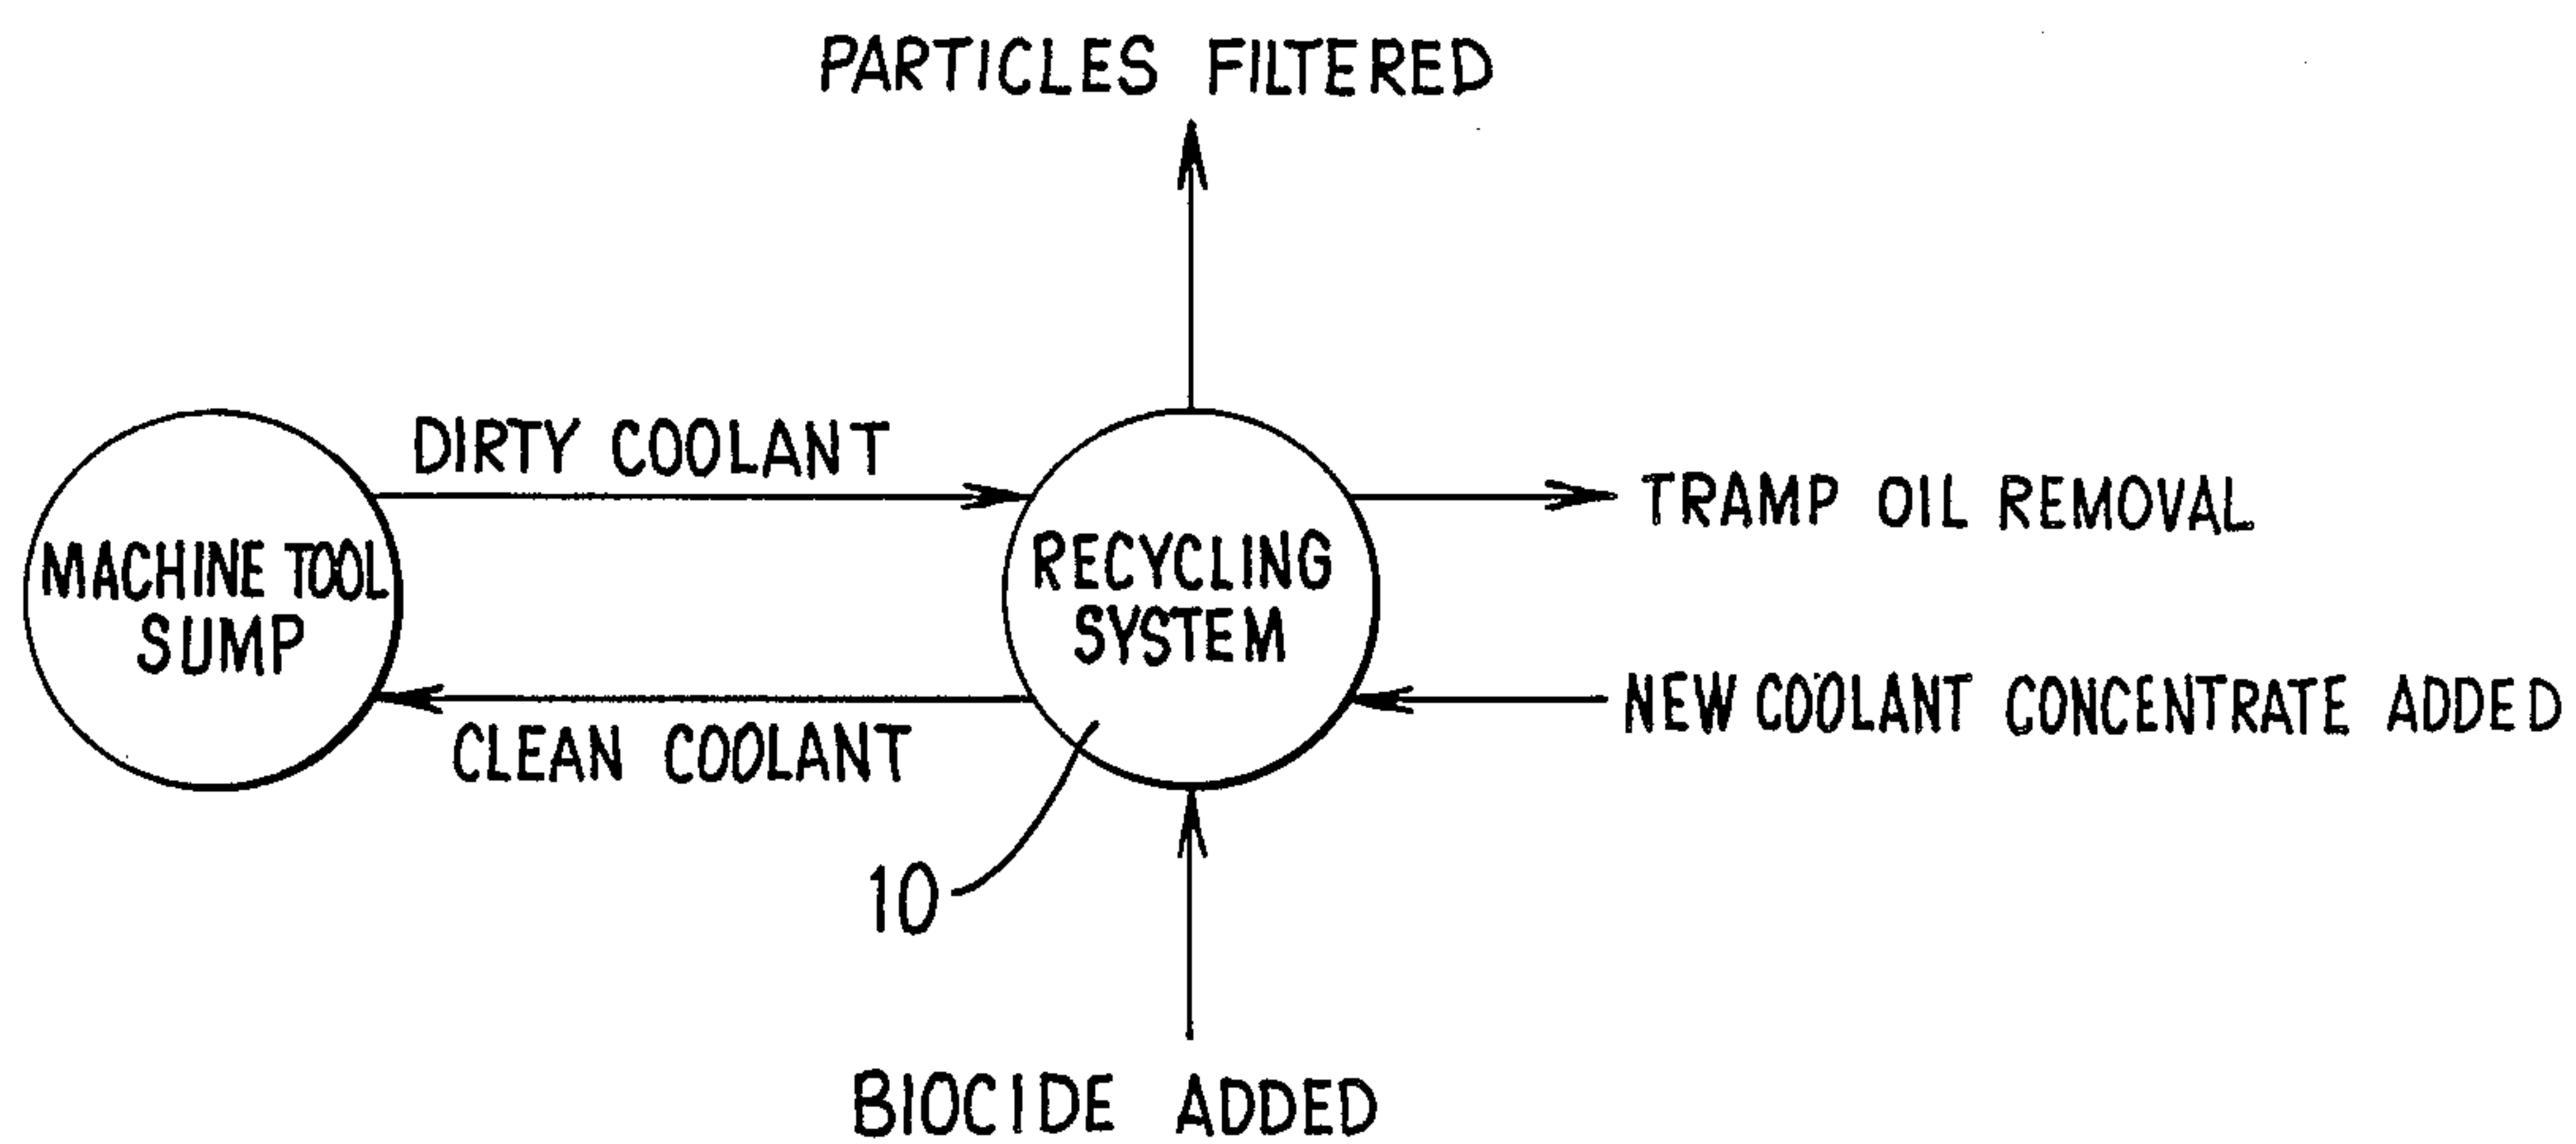 PARTICLES FILTERED
DIRTY COOLANT
TRAMP OIL REMOVAL
MACHINE TOOL
SUMP
RECYCLING
SYSTEM
NEW COOLANT CONCENTRATE ADDED
CLEAN COOLANT
10
BIOCIDE ADDED